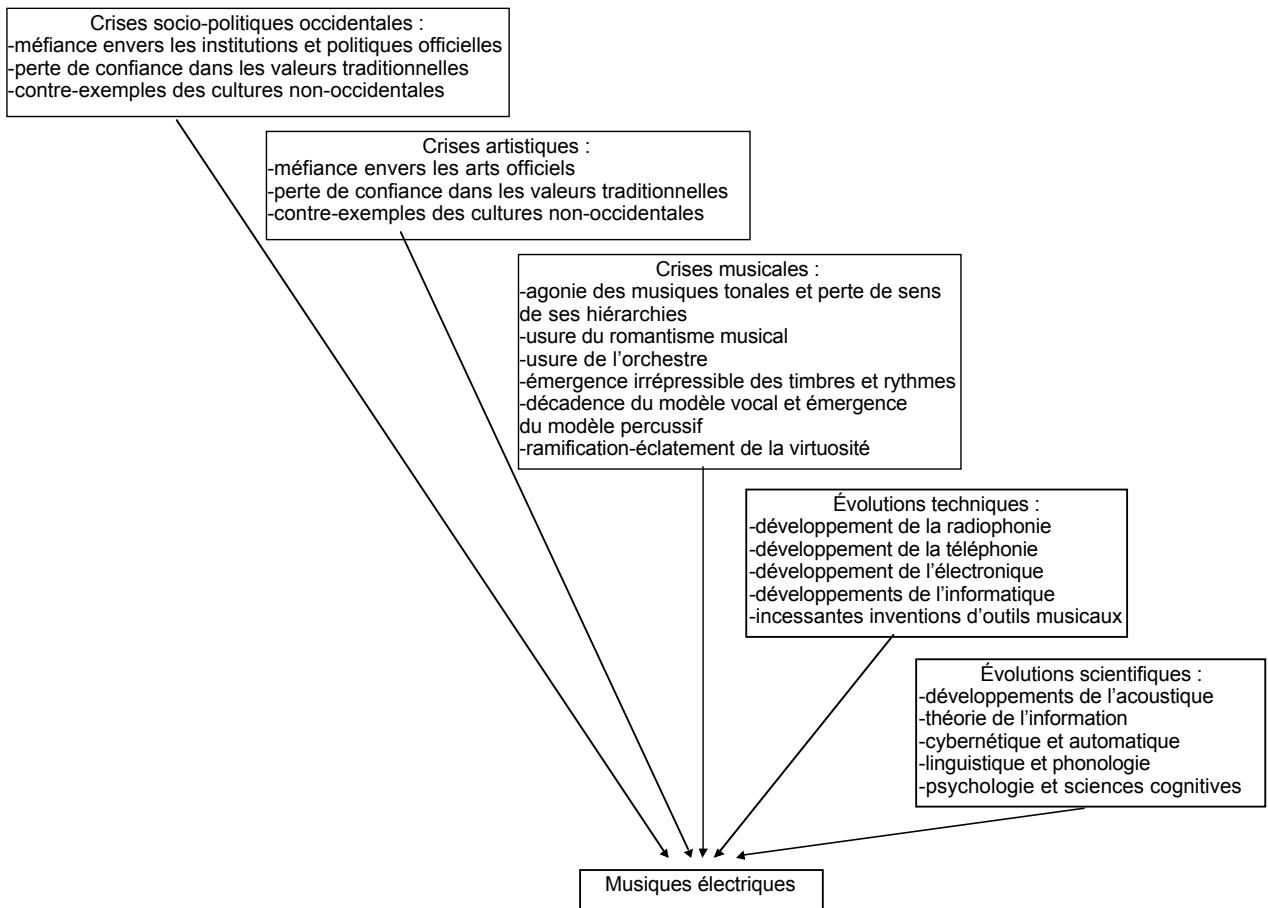 Crises socio-politiques occidentales :
-méfiance envers les institutions et politiques officielles
-perte de confiance dans les valeurs traditionnelles
-contre-exemples des cultures non-occidentales
Crises artistiques :
-méfiance envers les arts officiels
-perte de confiance dans les valeurs traditionnelles
-contre-exemples des cultures non-occidentales
Crises musicales :
-agonie des musiques tonales et perte de sens
de ses hiérarchies
-usure du romantisme musical
-usure de l’orchestre
-émergence irrépressible des timbres et rythmes
-décadence du modèle vocal et émergence
du modèle percussif
-ramification-éclatement de la virtuosité
Évolutions techniques :
-développement de la radiophonie
-développement de la téléphonie
-développement de l’électronique
-développements de l’informatique
-incessantes inventions d’outils musicaux
Évolutions scientifiques :
-développements de l’acoustique
-théorie de l’information
-cybernétique et automatique
-linguistique et phonologie
-psychologie et sciences cognitives
Musiques électriques